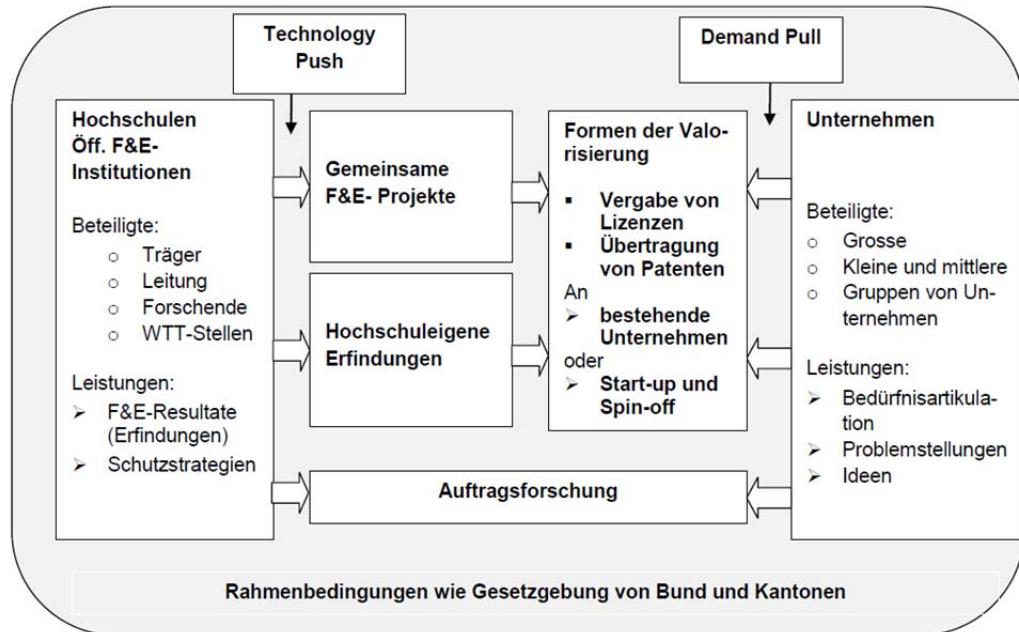 Technology
Push
Demand Pull
Hochschulen
Öff. F&E-
Institutionen
Beteiligte:
○ Träger
○ Leitung
○ Forschende
○ WTT-Stellen
Leistungen:
➢ F&E-Resultate
(Erfindungen)
➢ Schutzstrategien
Gemeinsame
F&E- Projekte
Hochschuleigene
Erfindungen
Formen der Valo-
risierung
▪ Vergabe von
Lizenzen
▪ Übertragung
von Patenten
An
➢ bestehende
Unternehmen
oder
➢ Start-up und
Spin-off
Unternehmen
Beteiligte:
○ Grosse
○ Kleine und mittlere
○ Gruppen von Un-
ternehmen
Leistungen:
➢ Bedürfnisartikula-
tion
➢ Problemstellungen
➢ Ideen
Auftragsforschung
Rahmenbedingungen wie Gesetzgebung von Bund und Kantonen